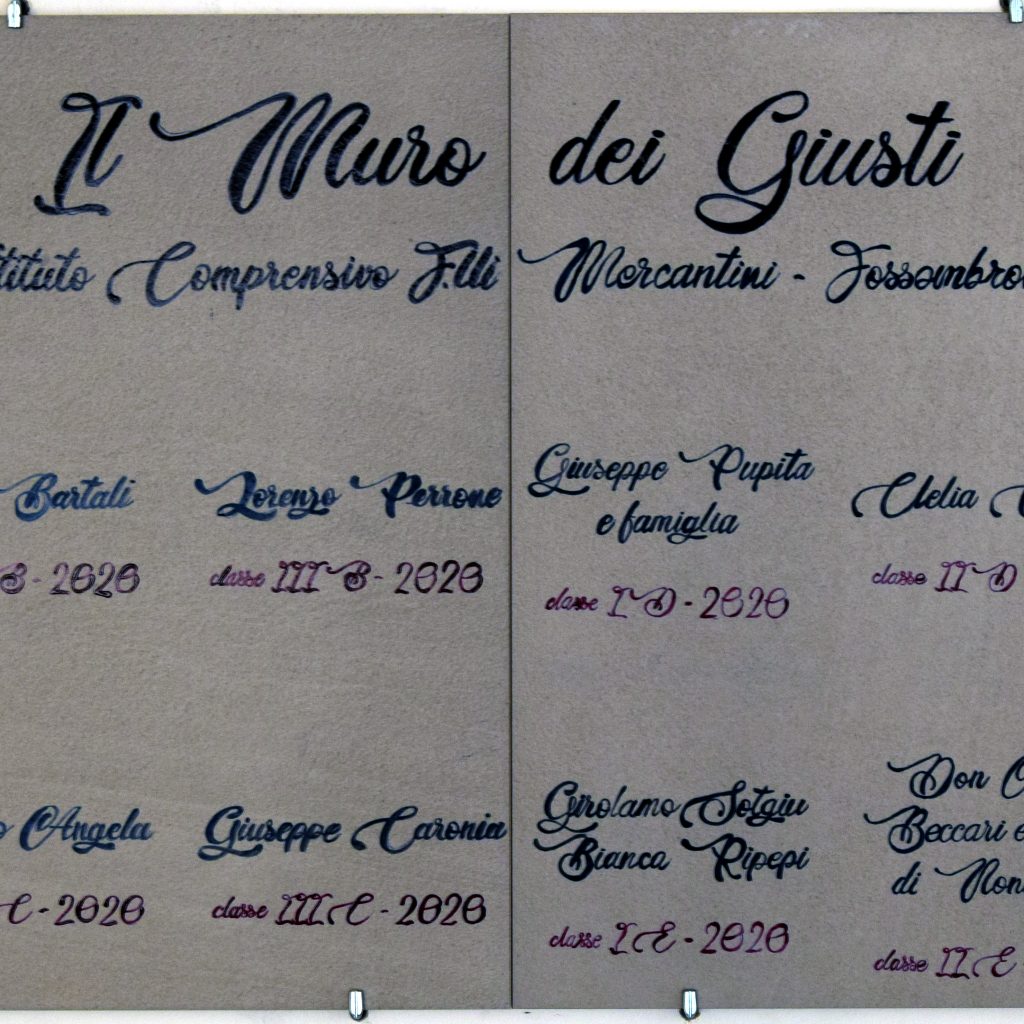 Il Muro dei Giusti
Comprensivo F.lli Mercantini -
Bartali
- 2020
Lorenzo Perrone
classe III B - 2020
Giuseppe Pupita
e famiglia
classe I D - 2020
Clelia
classe II D
Angela
C - 2020
Giuseppe Caronia
classe III C - 2020
Girolamo Sotgiu
Bianca Ripepi
classe I E - 2020
Don
Beccari e
di
classe II E